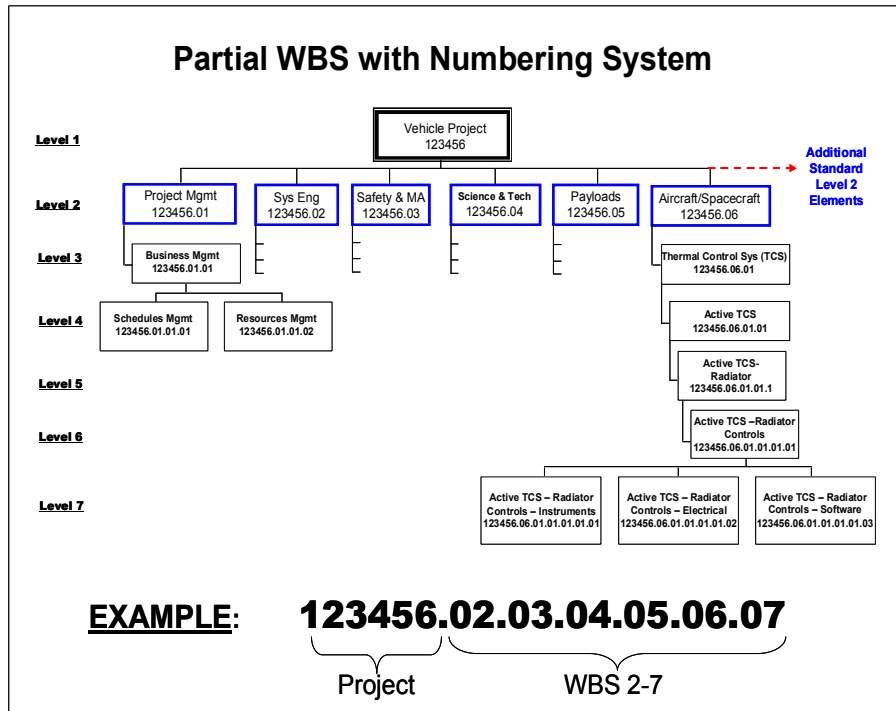 Partial WBS with Numbering System
Level 1
Vehicle Project
123456
Additional
Standard
Level 2
Elements
Level 2
Project Mgmt
123456.01
Sys Eng
123456.02
Safety & MA
123456.03
Science & Tech
123456.04
Payloads
123456.05
Aircraft/Spacecraft
123456.06
Level 3
Business Mgmt
123456.01.01
Thermal Control Sys (TCS)
123456.06.01
Level 4
Schedules Mgmt
123456.01.01.01
Resources Mgmt
123456.01.01.02
Active TCS
123456.06.01.01
Level 5
Active TCS-
Radiator
123456.06.01.01.1
Level 6
Active TCS –Radiator
Controls
123456.06.01.01.01.01
Level 7
Active TCS – Radiator
Controls – Instruments
123456.06.01.01.01.01.01
Active TCS – Radiator
Controls – Electrical
123456.06.01.01.01.01.02
Active TCS – Radiator
Controls – Software
123456.06.01.01.01.01.03
EXAMPLE: 123456.02.03.04.05.06.07
Project WBS 2-7